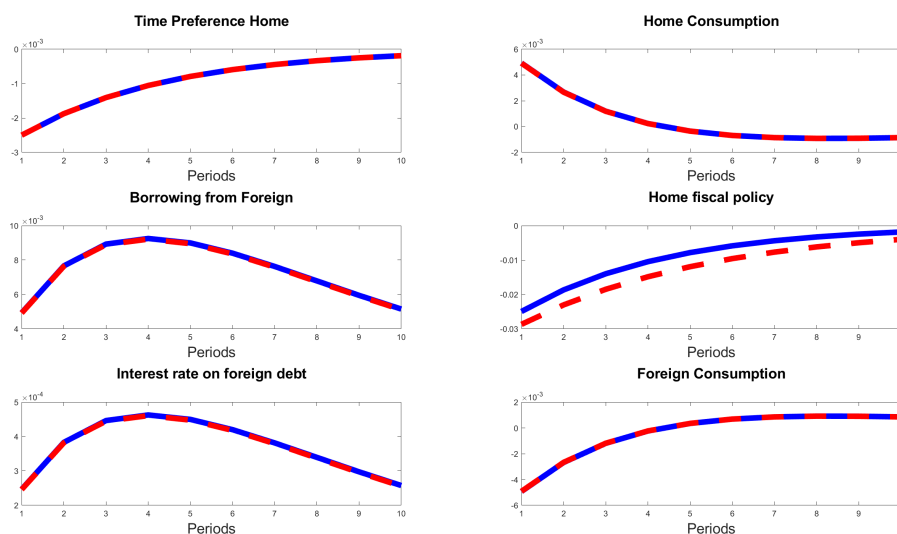 Time Preference Home
×10⁻³
0
-1
-2
-3
1 2 3 4 5 6 7 8 9 10
Periods
Home Consumption
×10⁻³
6
4
2
0
-2
1 2 3 4 5 6 7 8 9
Periods
Borrowing from Foreign
×10⁻³
10
8
6
4
1 2 3 4 5 6 7 8 9 10
Periods
Home fiscal policy
0
-0.01
-0.02
-0.03
1 2 3 4 5 6 7 8 9
Periods
Interest rate on foreign debt
×10⁻⁴
5
4
3
2
1 2 3 4 5 6 7 8 9 10
Periods
Foreign Consumption
×10⁻³
2
0
-2
-4
-6
1 2 3 4 5 6 7 8 9
Periods